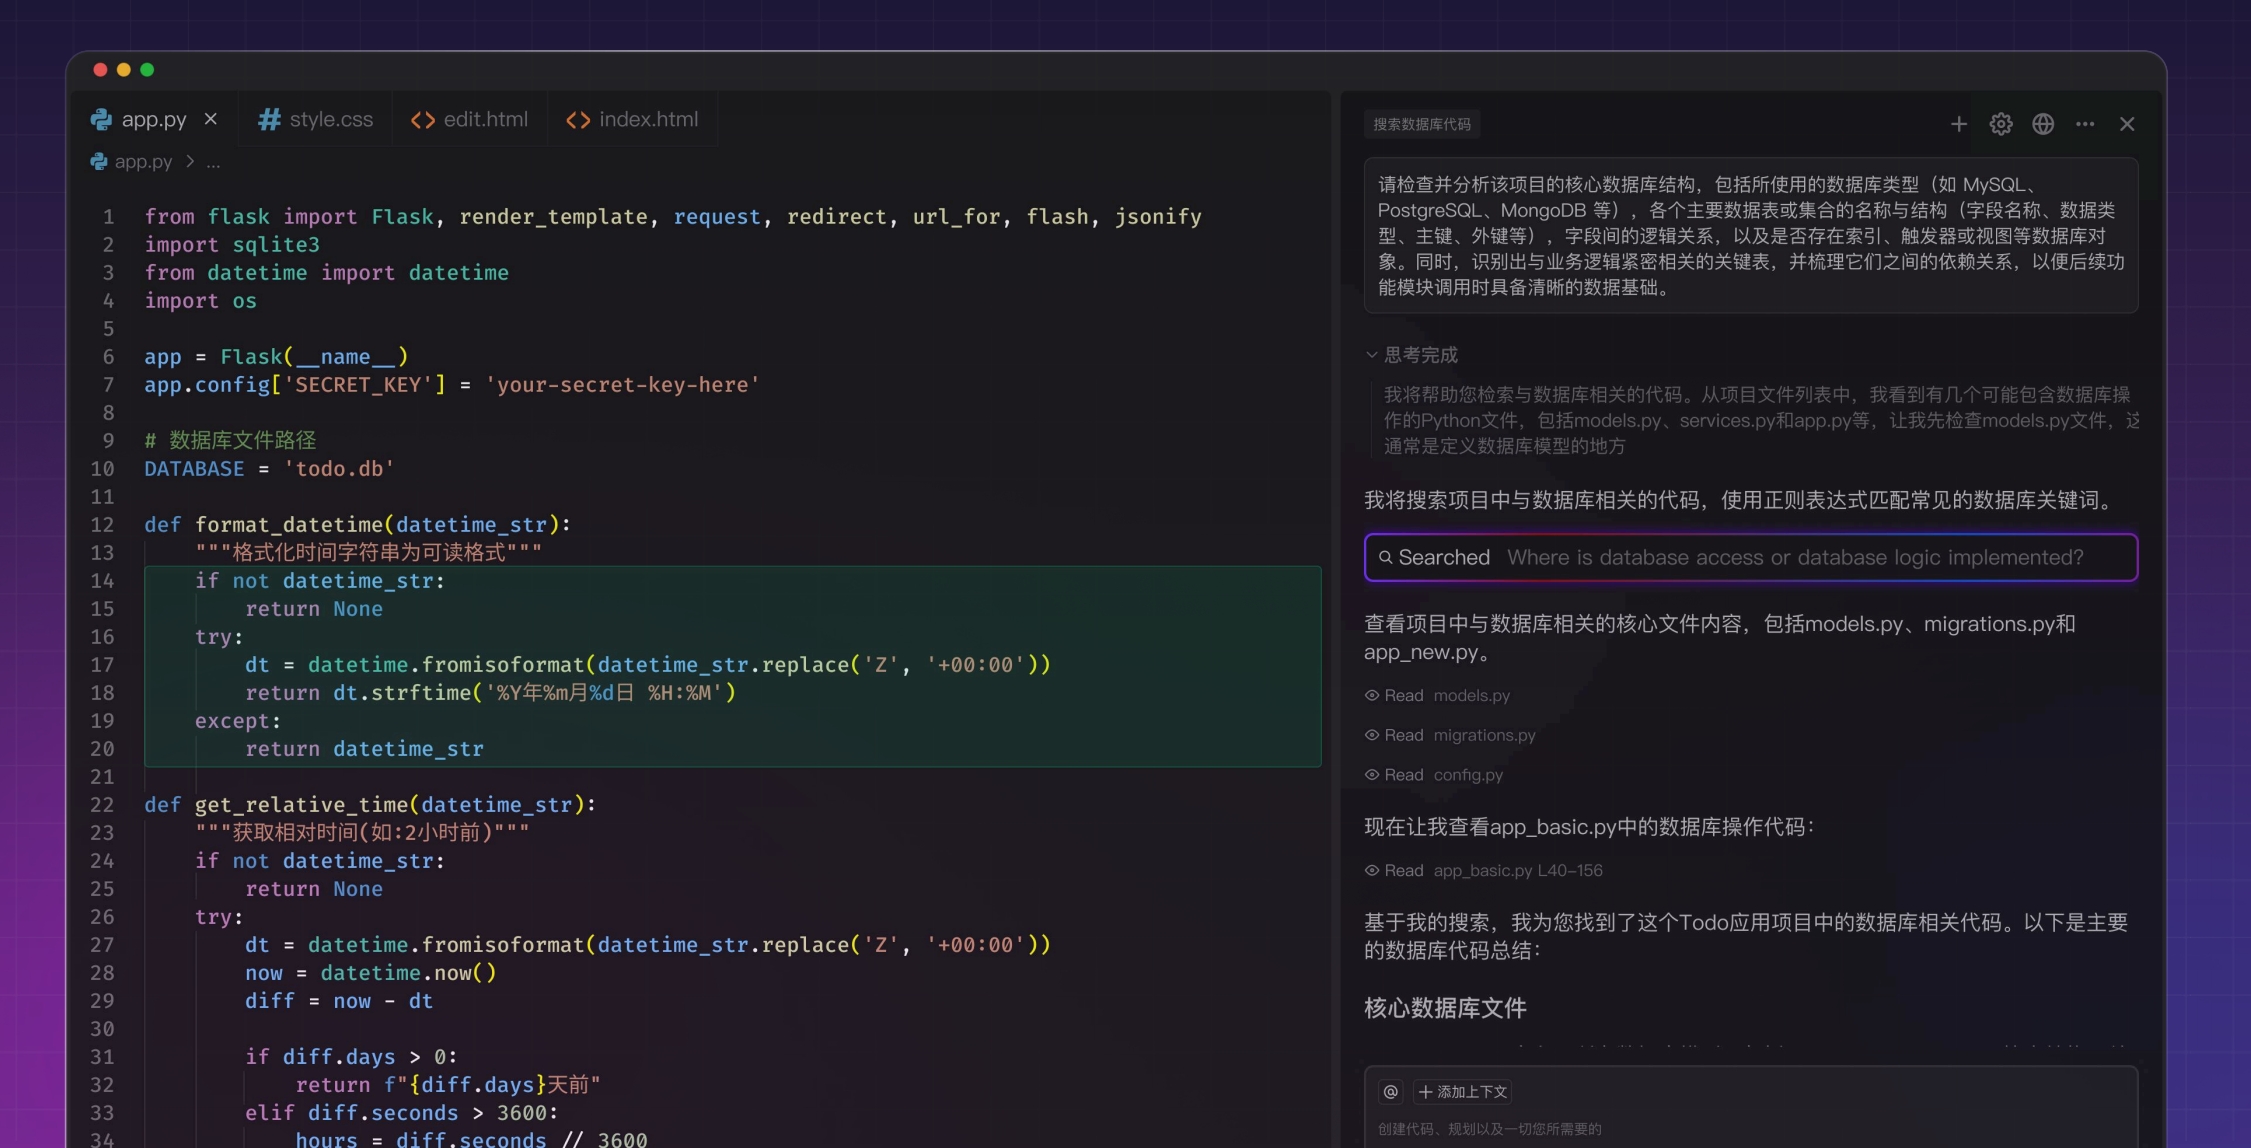 app.py
style.css
edit.html
index.html
app.py > ...
1 from flask import Flask, render_template, request, redirect, url_for, flash, jsonify
2 import sqlite3
3 from datetime import datetime
4 import os
5
6 app = Flask(__name__)
7 app.config['SECRET_KEY'] = 'your-secret-key-here'
8
9 # 数据库文件路径
10 DATABASE = 'todo.db'
11
12 def format_datetime(datetime_str):
13 """格式化时间字符串为可读格式"""
14 if not datetime_str:
15 return None
16 try:
17 dt = datetime.fromisoformat(datetime_str.replace('Z', '+00:00'))
18 return dt.strftime('%Y年%m月%d日 %H:%M')
19 except:
20 return datetime_str
21
22 def get_relative_time(datetime_str):
23 """获取相对时间(如:2小时前)"""
24 if not datetime_str:
25 return None
26 try:
27 dt = datetime.fromisoformat(datetime_str.replace('Z', '+00:00'))
28 now = datetime.now()
29 diff = now - dt
30
31 if diff.days > 0:
32 return f"{diff.days}天前"
33 elif diff.seconds > 3600:
34 hours = diff.seconds // 3600
搜索数据库代码
请检查并分析该项目的核心数据库结构，包括所使用的数据库类型（如 MySQL、
PostgreSQL、MongoDB 等），各个主要数据表或集合的名称与结构（字段名称、数据类
型、主键、外键等），字段间的逻辑关系，以及是否存在索引、触发器或视图等数据库对
象。同时，识别出与业务逻辑紧密相关的关键表，并梳理它们之间的依赖关系，以便后续功
能模块调用时具备清晰的数据基础。
思考完成
我将帮助您检索与数据库相关的代码。从项目文件列表中，我看到有几个可能包含数据库操
作的Python文件，包括models.py、services.py和app.py等，让我先检查models.py文件，这
通常是定义数据库模型的地方
我将搜索项目中与数据库相关的代码，使用正则表达式匹配常见的数据库关键词。
Searched Where is database access or database logic implemented?
查看项目中与数据库相关的核心文件内容，包括models.py、migrations.py和
app_new.py。
Read models.py
Read migrations.py
Read config.py
现在让我查看app_basic.py中的数据库操作代码：
Read app_basic.py L40-156
基于我的搜索，我为您找到了这个Todo应用项目中的数据库相关代码。以下是主要
的数据库代码总结：
核心数据库文件
@ 添加上下文
创建代码、规划以及一切您所需要的